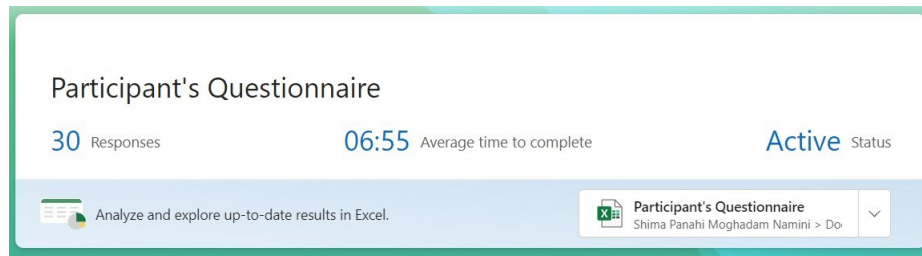 Participant's Questionnaire
30 Responses
06:55 Average time to complete
Active Status
Analyze and explore up-to-date results in Excel.
Participant's Questionnaire
Shima Panahi Moghadam Namini > Do